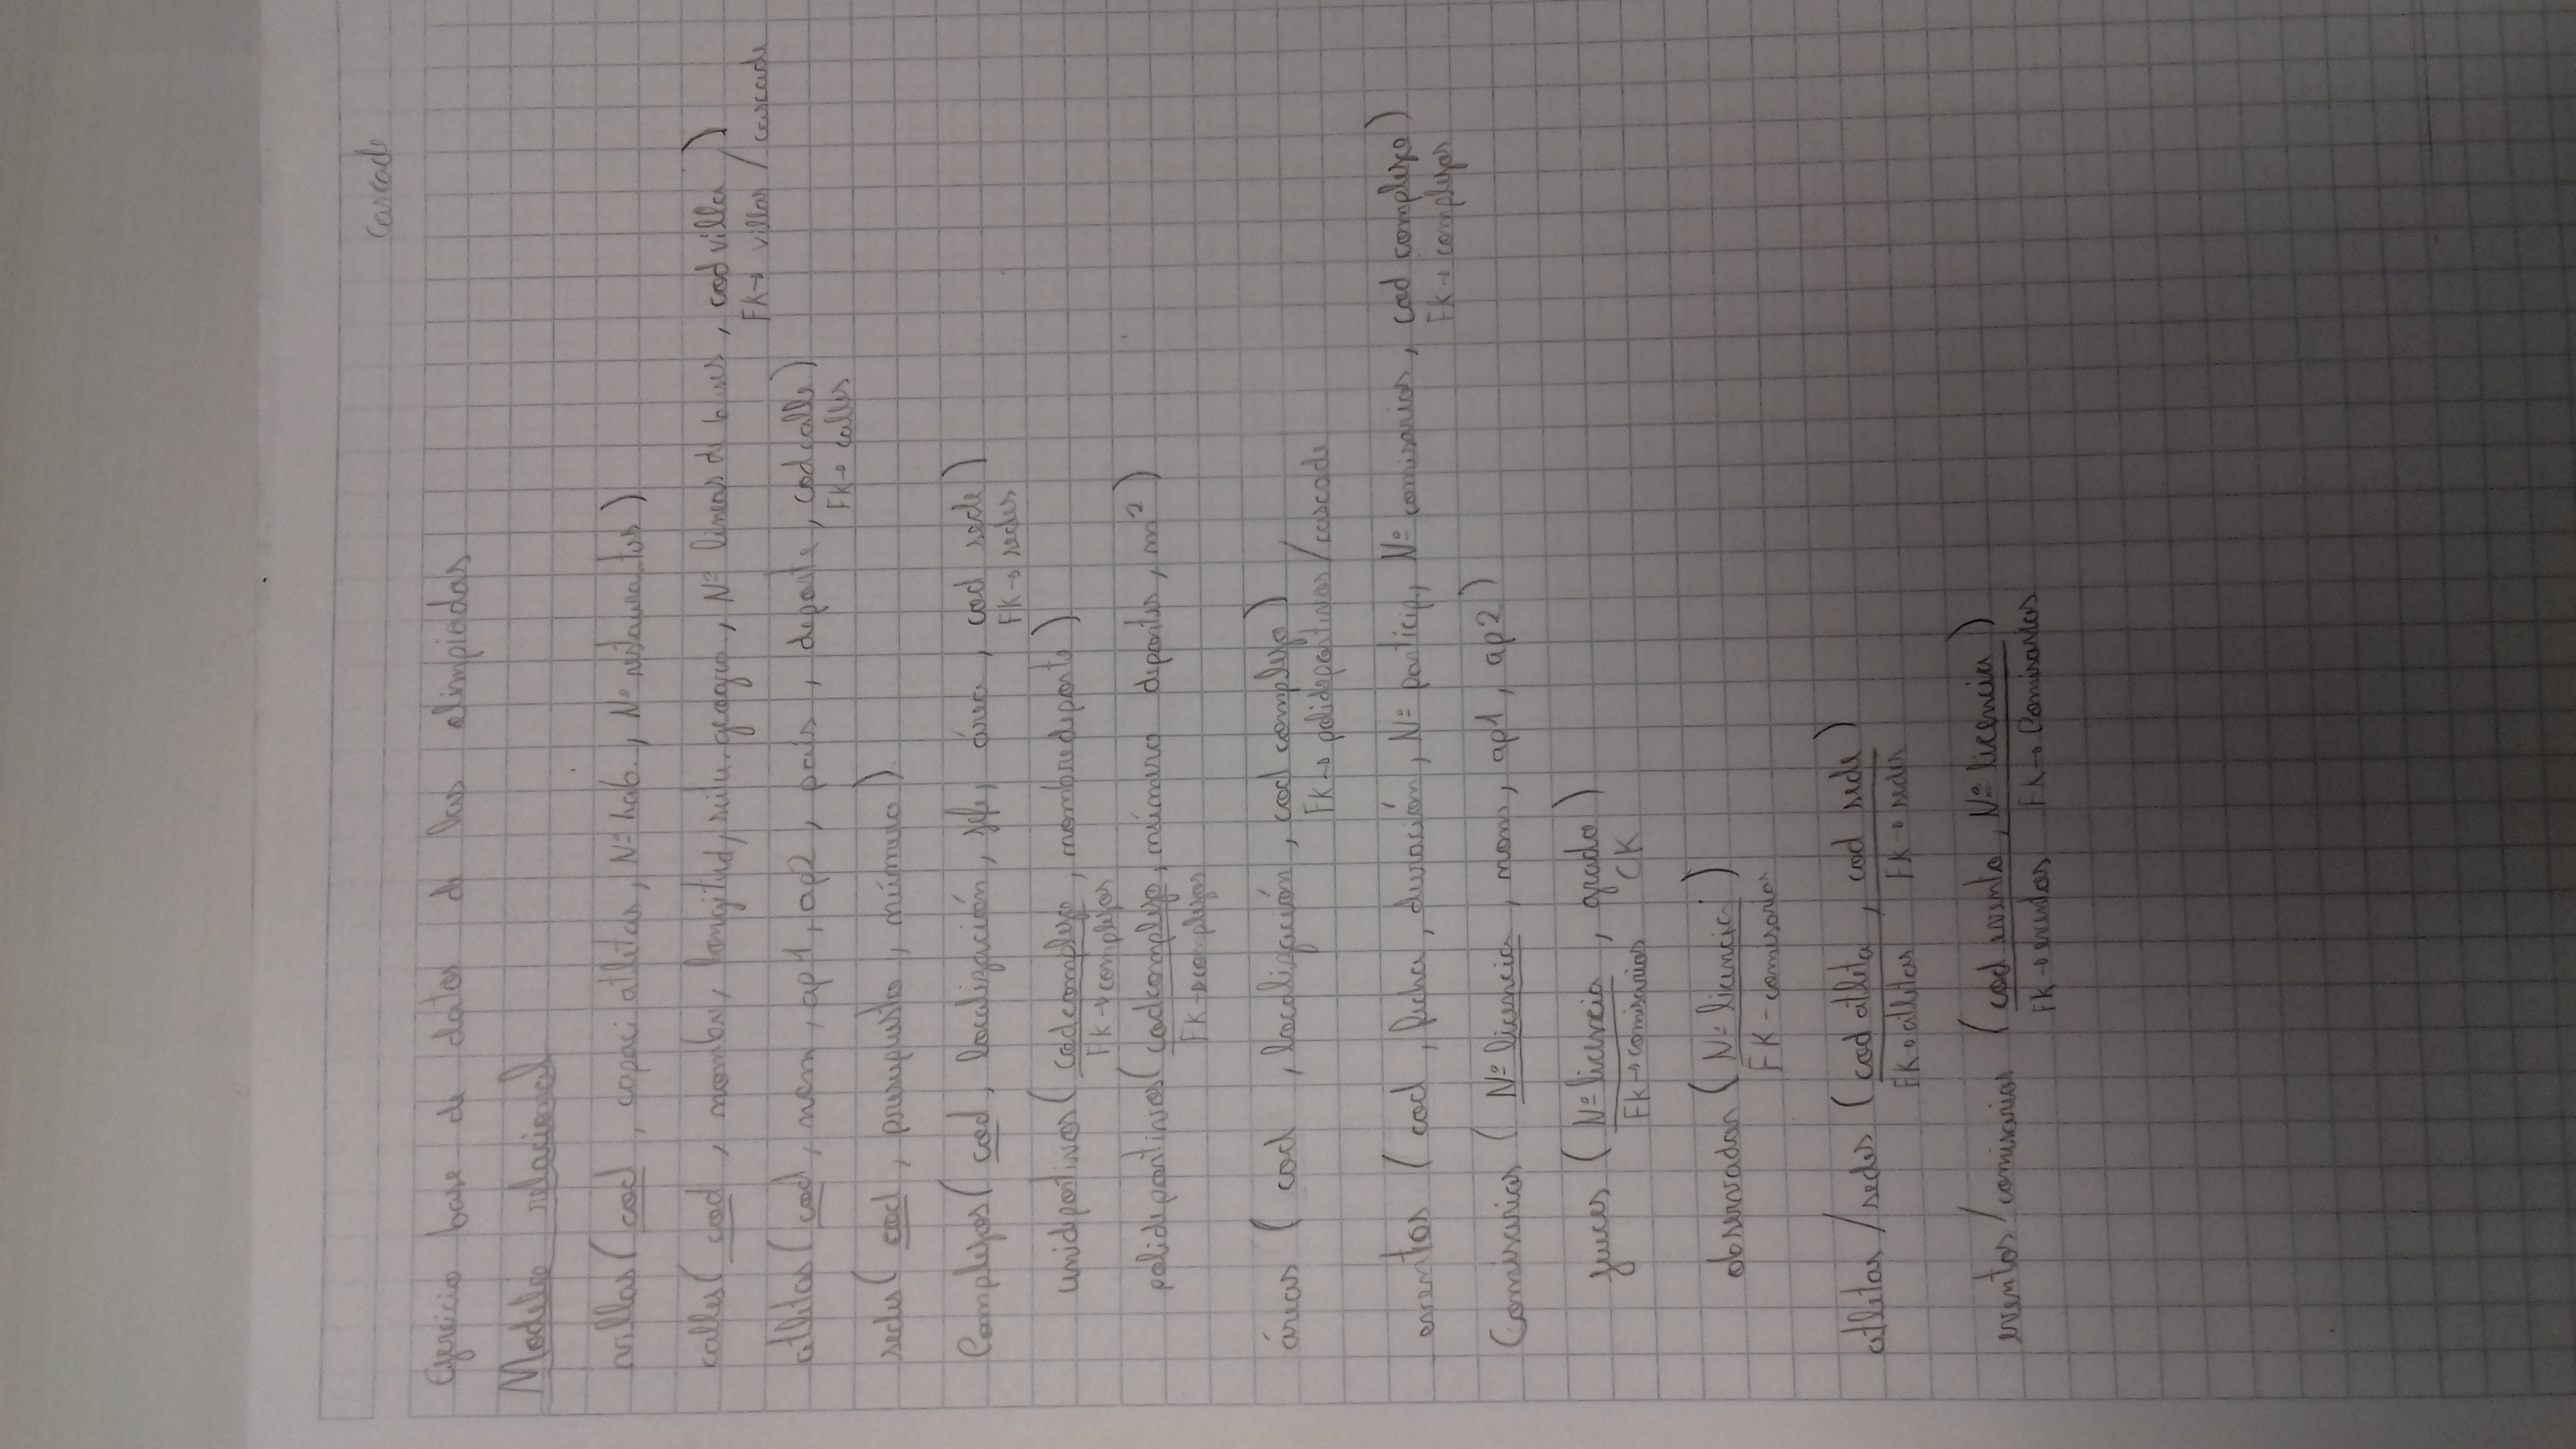 Cascade
Ejercicio base de datos de las olimpiadas
Modelo relacional
villas (cod, capaci atletas, Nº hab., Nº restaurantes)
calles (cod, nombre, longitud, situ. geogra, Nº lineas de buses, cod villa)
FK→ villas / cascade
atletas (cod, nom, ap1, ap2, país, deporte, cod calle)
FK→ calles
sedes (cod, presupuesto, número)
Complejos (cod, localización, jefe, área, cod sede)
FK→ sedes
unideportivos (codcomplejo, nombredeporte)
FK→ complejos
polideportivos (codcomplejo, número deportes, m²)
FK→ complejos
áreas (cod, localización, cod complejo)
FK→ polideportivos / cascade
eventos (cod, fecha, duración, Nº particip, Nº comisarios, cod complejo)
FK→ complejos
Comisarios (Nº licencia, nom, ap1, ap2)
jueces (Nº licencia, grado)
FK→ comisarios CK
observador (Nº licencia)
FK - comisarios
atletas / sedes (cod atleta, cod sede)
FK→ atletas FK→ sedes
eventos / comisarios (cod evento, Nº licencia)
FK→ eventos FK→ Comisarios